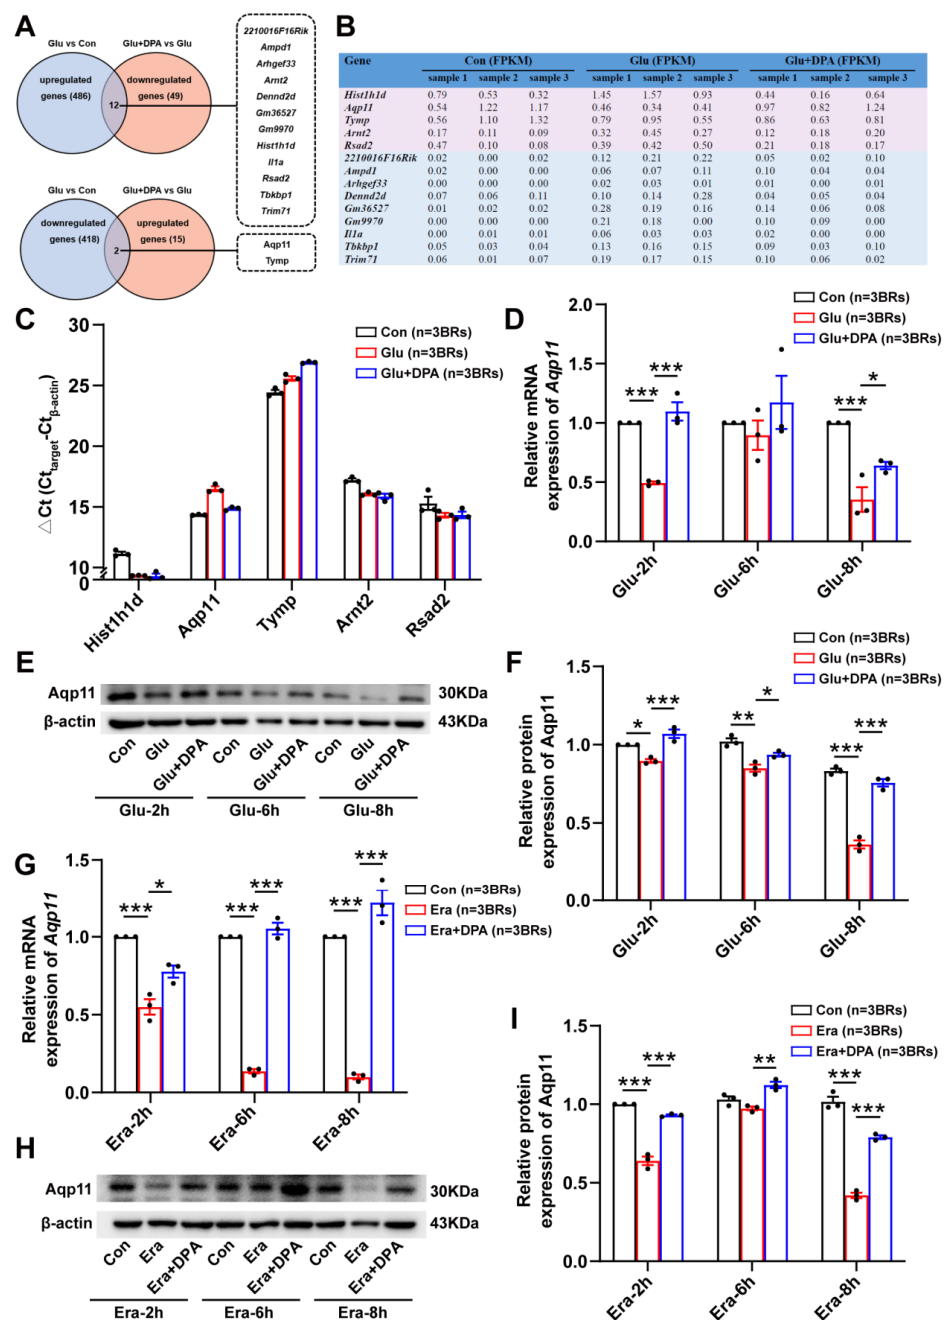 A
Glu vs Con
Glu+DPA vs Glu
upregulated
genes (486)
12
downregulated
genes (49)
2210016F16Rik
Ampd1
Arhgef33
Arnt2
Dennd2d
Gm36527
Gm9970
Hist1h1d
Il1a
Rsad2
Tbkbp1
Trim71
Glu vs Con
Glu+DPA vs Glu
downregulated
genes (418)
2
upregulated
genes (15)
Aqp11
Tymp
B
Gene Con (FPKM) Glu (FPKM) Glu+DPA (FPKM)
sample 1 sample 2 sample 3 sample 1 sample 2 sample 3 sample 1 sample 2 sample 3
Hist1h1d 0.79 0.53 0.32 1.45 1.57 0.93 0.44 0.16 0.64
Aqp11 0.54 1.22 1.17 0.46 0.34 0.41 0.97 0.82 1.24
Tymp 0.56 1.10 1.32 0.79 0.95 0.55 0.86 0.63 0.81
Arnt2 0.17 0.11 0.09 0.32 0.45 0.27 0.12 0.18 0.20
Rsad2 0.47 0.10 0.08 0.39 0.42 0.50 0.21 0.18 0.17
2210016F16Rik 0.02 0.00 0.02 0.12 0.21 0.22 0.05 0.02 0.10
Ampd1 0.02 0.00 0.00 0.06 0.07 0.11 0.10 0.04 0.04
Arhgef33 0.00 0.00 0.00 0.02 0.03 0.01 0.01 0.00 0.01
Dennd2d 0.07 0.06 0.11 0.10 0.14 0.28 0.04 0.05 0.04
Gm36527 0.01 0.02 0.02 0.28 0.19 0.16 0.14 0.06 0.08
Gm9970 0.00 0.00 0.00 0.21 0.18 0.00 0.10 0.09 0.00
Il1a 0.00 0.01 0.01 0.06 0.03 0.03 0.02 0.00 0.00
Tbkbp1 0.05 0.03 0.04 0.13 0.16 0.15 0.09 0.03 0.10
Trim71 0.06 0.01 0.07 0.19 0.17 0.15 0.10 0.06 0.02
C
△Ct (Cttarget-Ctβ-actin)
30
25
20
15
10
0
Con (n=3BRs)
Glu (n=3BRs)
Glu+DPA (n=3BRs)
Hist1h1d
Aqp11
Tymp
Arnt2
Rsad2
D
Relative mRNA
expression of Aqp11
2.0
1.5
1.0
0.5
0.0
Con (n=3BRs)
Glu (n=3BRs)
Glu+DPA (n=3BRs)
*** ***
*** *
Glu-2h
Glu-6h
Glu-8h
E
Aqp11 30KDa
β-actin 43KDa
Con Glu Glu+DPA Con Glu Glu+DPA Con Glu Glu+DPA
Glu-2h Glu-6h Glu-8h
F
Relative protein
expression of Aqp11
1.5
1.0
0.5
0.0
Con (n=3BRs)
Glu (n=3BRs)
Glu+DPA (n=3BRs)
* ***
** *
*** ***
Glu-2h
Glu-6h
Glu-8h
G
Relative mRNA
expression of Aqp11
1.5
1.0
0.5
0.0
Con (n=3BRs)
Era (n=3BRs)
Era+DPA (n=3BRs)
*** *
*** ***
*** ***
Era-2h
Era-6h
Era-8h
H
Aqp11 30KDa
β-actin 43KDa
Con Era Era+DPA Con Era Era+DPA Con Era Era+DPA
Era-2h Era-6h Era-8h
I
Relative protein
expression of Aqp11
1.5
1.0
0.5
0.0
Con (n=3BRs)
Era (n=3BRs)
Era+DPA (n=3BRs)
*** ***
**
*** ***
Era-2h
Era-6h
Era-8h